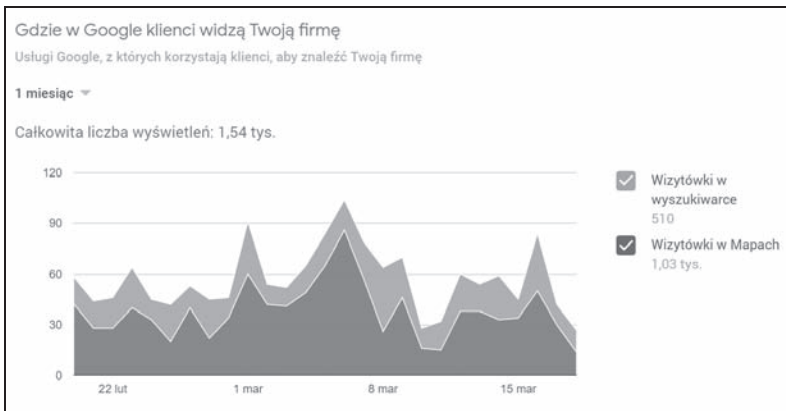 Gdzie w Google klienci widzą Twoją firmę
Usługi Google, z których korzystają klienci, aby znaleźć Twoją firmę
1 miesiąc
Całkowita liczba wyświetleń: 1,54 tys.
120
90
60
30
0
22 lut
1 mar
8 mar
15 mar
Wizytówki w
wyszukiwarce
510
Wizytówki w Mapach
1,03 tys.